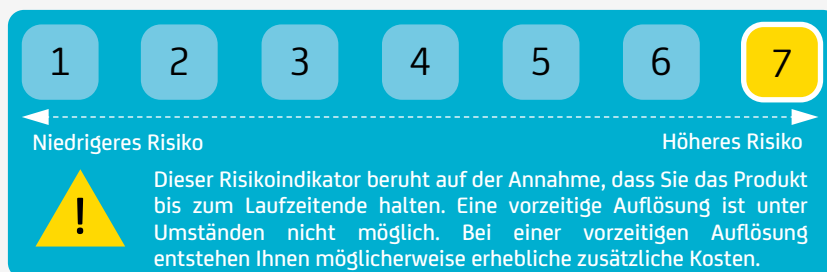 1 2 3 4 5 6 7
Niedrigeres Risiko Höheres Risiko
! Dieser Risikoindikator beruht auf der Annahme, dass Sie das Produkt
bis zum Laufzeitende halten. Eine vorzeitige Auflösung ist unter
Umständen nicht möglich. Bei einer vorzeitigen Auflösung
entstehen Ihnen möglicherweise erhebliche zusätzliche Kosten.